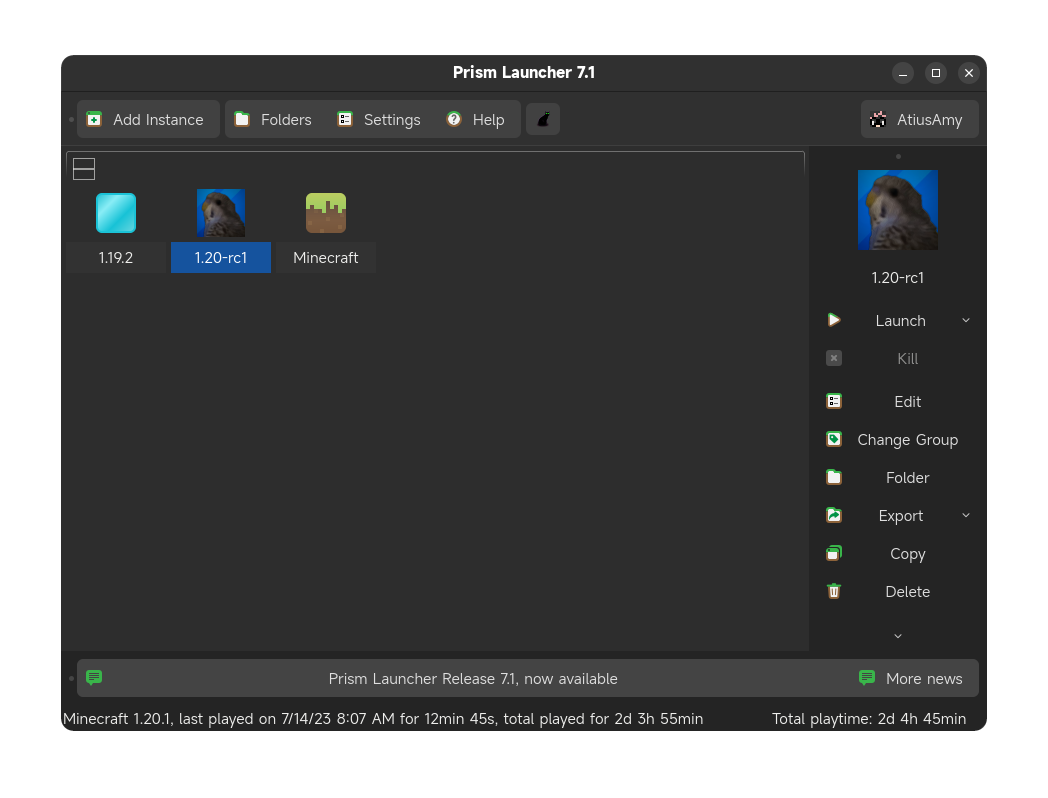 Prism Launcher 7.1
Add Instance Folders Settings Help AtiusAmy
1.19.2 1.20-rc1 Minecraft
1.20-rc1
Launch
Kill
Edit
Change Group
Folder
Export
Copy
Delete
Prism Launcher Release 7.1, now available More news
Minecraft 1.20.1, last played on 7/14/23 8:07 AM for 12min 45s, total played for 2d 3h 55min Total playtime: 2d 4h 45min